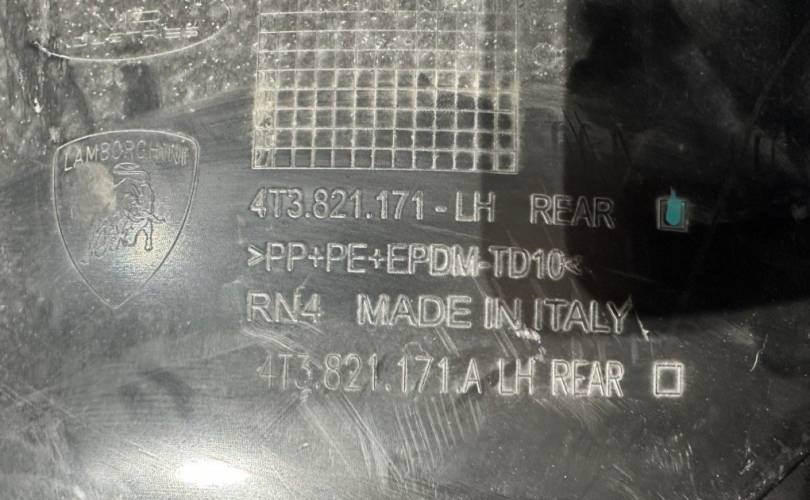 LAMBORGHINI
4T3.821.171-LH REAR
>PP+PE+EPDM-TD10<
RN4 MADE IN ITALY
4T3.821.171.A LH REAR